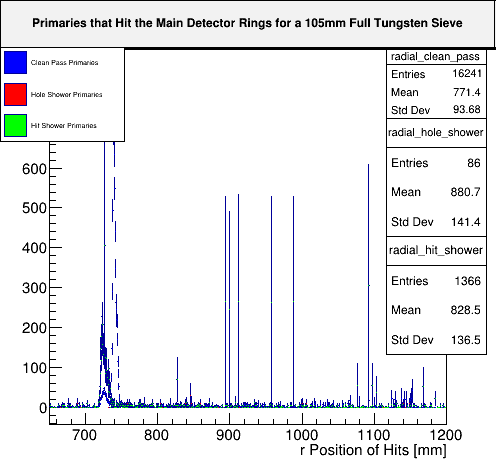 Primaries that Hit the Main Detector Rings for a 105mm Full Tungsten Sieve
Clean Pass Primaries
Hole Shower Primaries
Hit Shower Primaries
radial_clean_pass
Entries 16241
Mean 771.4
Std Dev 93.68
radial_hole_shower
Entries 86
Mean 880.7
Std Dev 141.4
radial_hit_shower
Entries 1366
Mean 828.5
Std Dev 136.5
600
500
400
300
200
100
0
700 800 900 1000 1100 1200
r Position of Hits [mm]